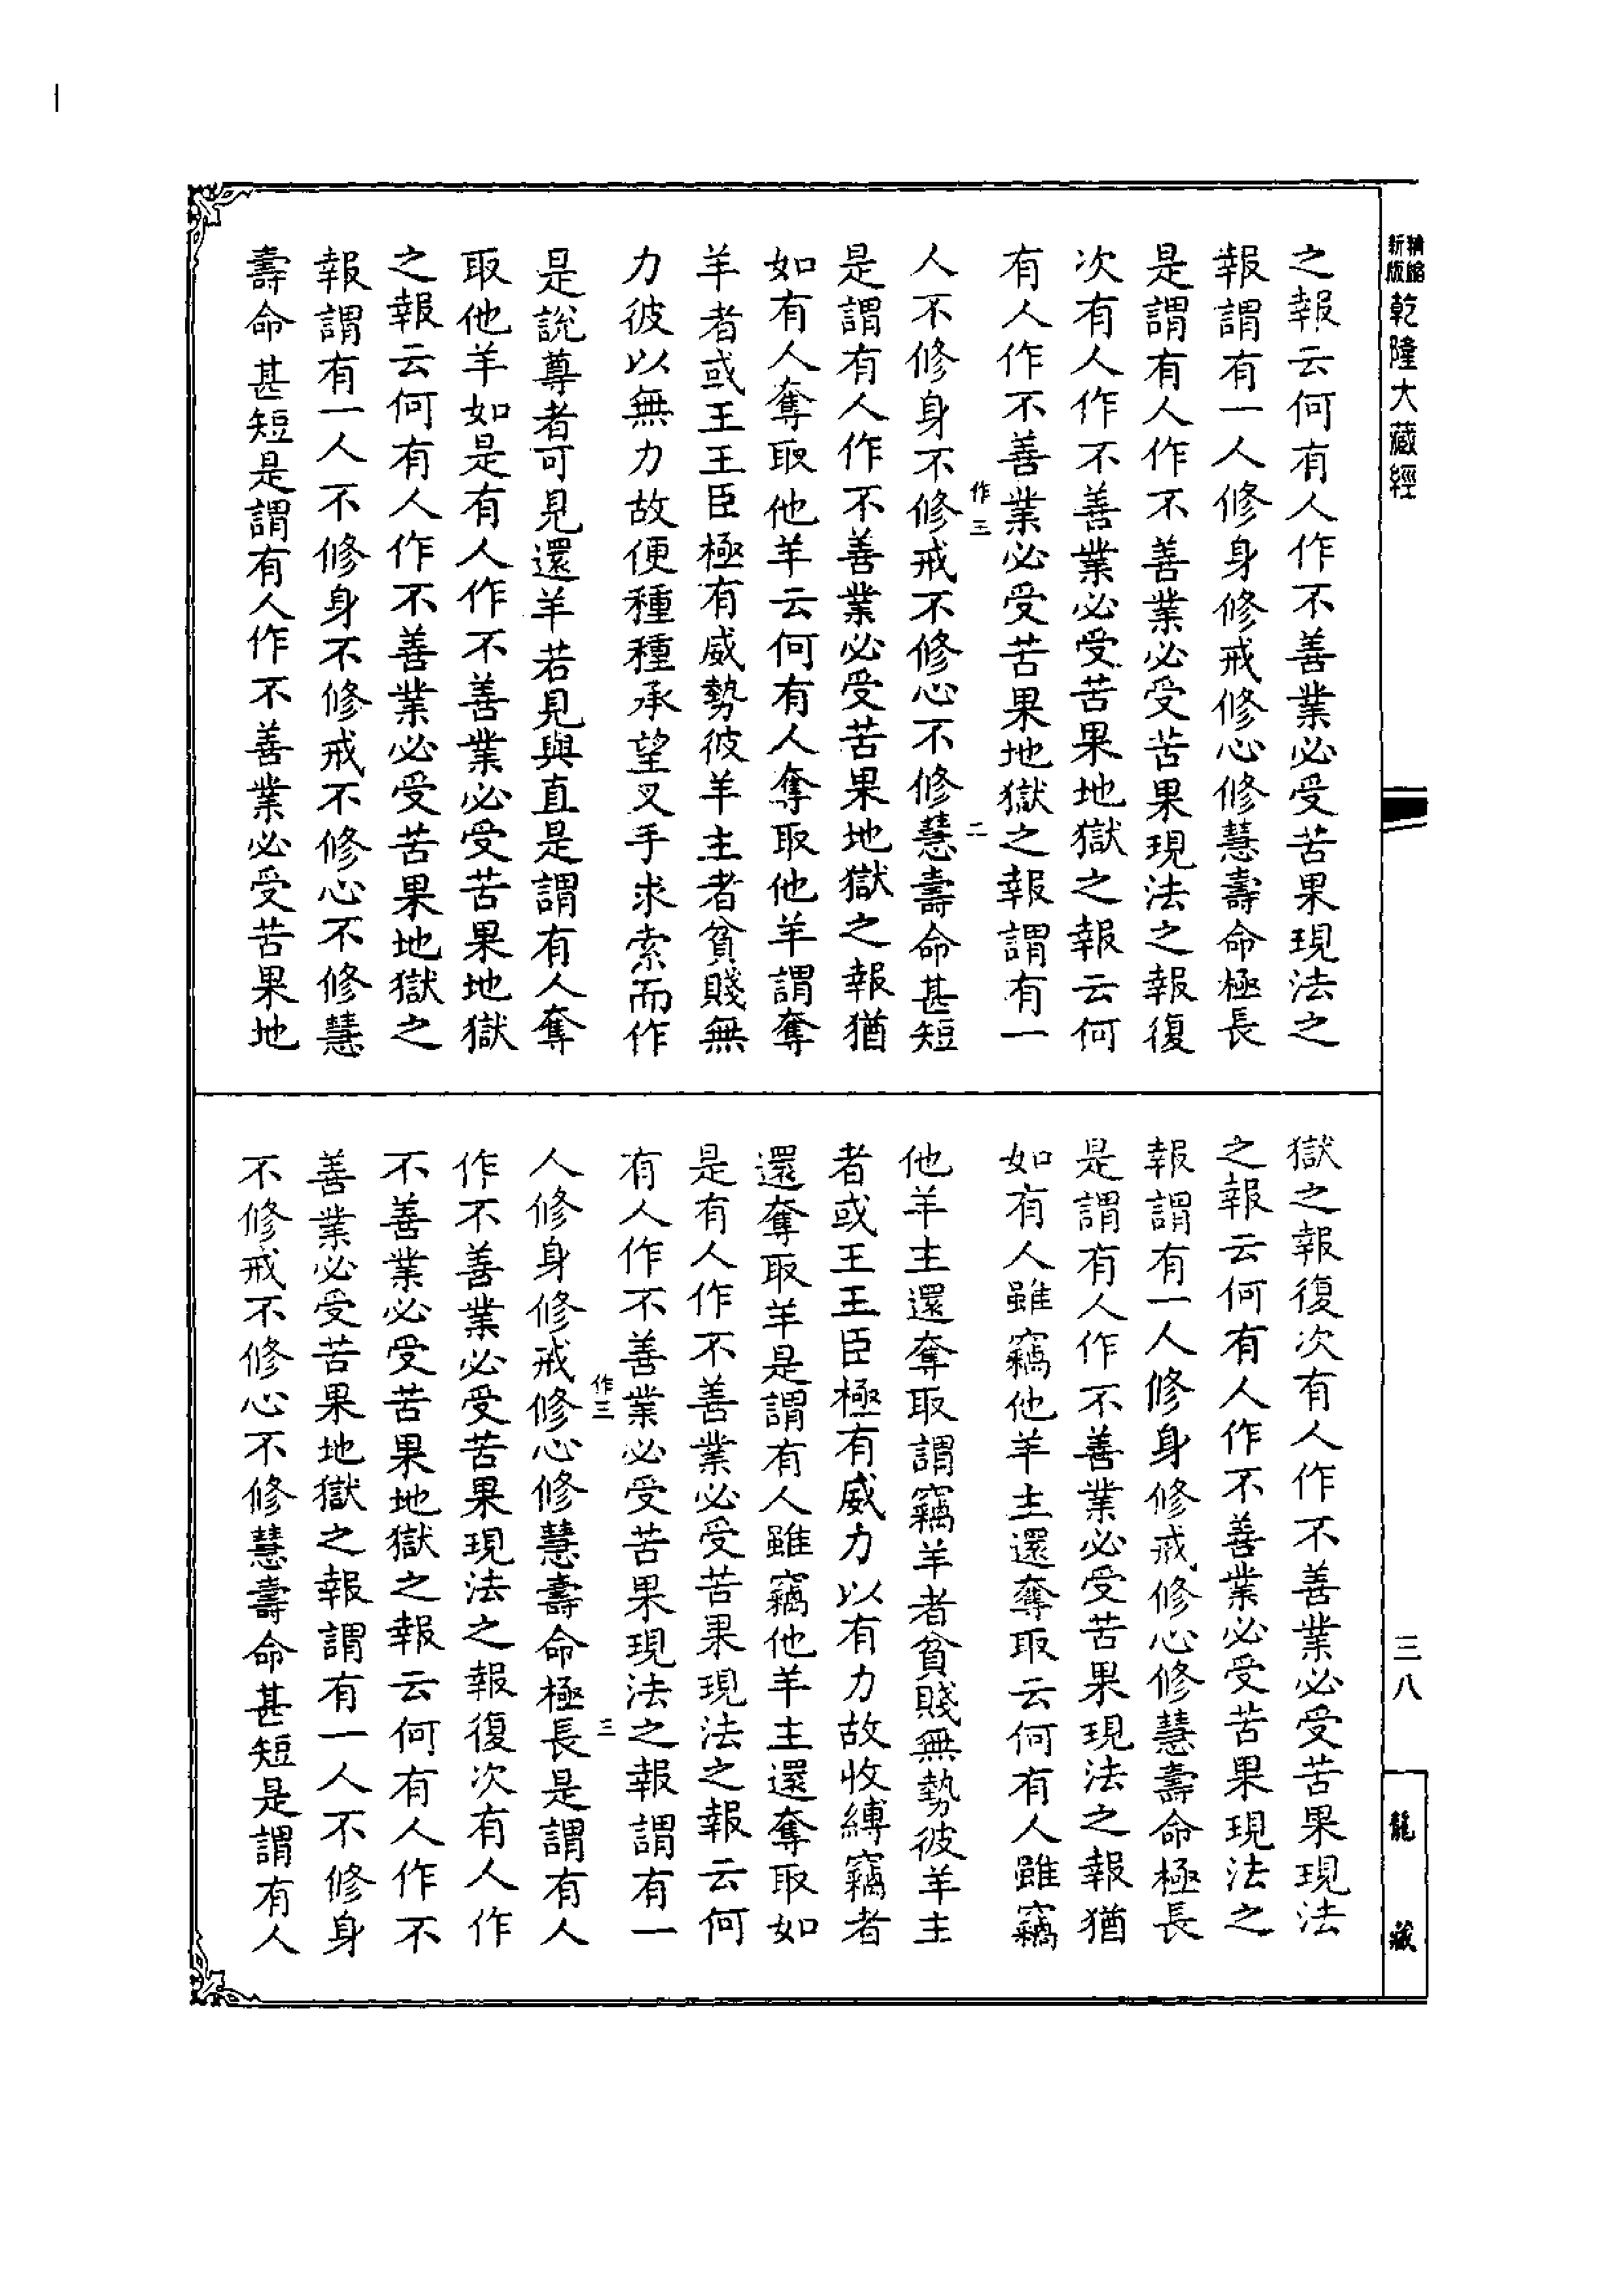 精縮新版乾隆大藏經
三八
龍藏
之報云何有人作不善業必受苦果現法之
報謂有一人修身修戒修心修慧壽命極長
是謂有人作不善業必受苦果現法之報復
次有人作不善業必受苦果地獄之報云何
有人作不善業必受苦果地獄之報謂有一
作三 二
人不修身不修戒不修心不修慧壽命甚短
是謂有人作不善業必受苦果地獄之報猶
如有人奪取他羊云何有人奪取他羊謂奪
羊者或王王臣極有威勢彼羊主者貧賤無
力彼以無力故便種種承望叉手求索而作
是說尊者可見還羊若見與直是謂有人奪
取他羊如是有人作不善業必受苦果地獄
之報云何有人作不善業必受苦果地獄之
報謂有一人不修身不修戒不修心不修慧
壽命甚短是謂有人作不善業必受苦果地
獄之報復次有人作不善業必受苦果現法
之報云何有人作不善業必受苦果現法之
報謂有一人修身修戒修心修慧壽命極長
是謂有人作不善業必受苦果現法之報猶
如有人雖竊他羊主還奪取云何有人雖竊
他羊主還奪取謂竊羊者貧賤無勢彼羊主
者或王王臣極有威力以有力故收縛竊者
還奪取羊是謂有人雖竊他羊主還奪取如
是有人作不善業必受苦果現法之報云何
有人作不善業必受苦果現法之報謂有一
作三 三
人修身修戒修心修慧壽命極長是謂有人
作不善業必受苦果現法之報復次有人作
不善業必受苦果地獄之報云何有人作不
善業必受苦果地獄之報謂有一人不修身
不修戒不修心不修慧壽命甚短是謂有人